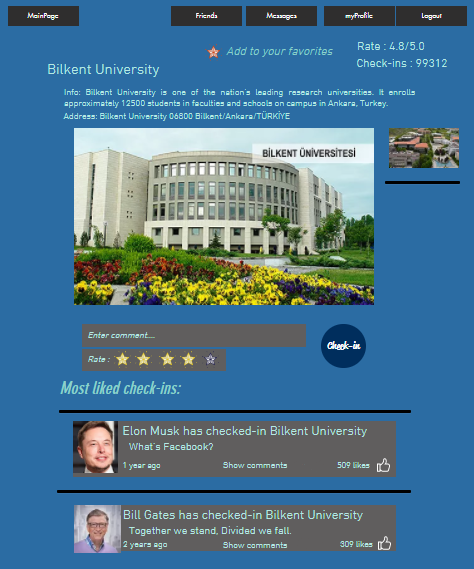 MainPage Friends Messages myProfile Logout
Add to your favorites
Rate : 4.8/5.0
Check-ins : 99312
Bilkent University
Info: Bilkent University is one of the nation's leading research universities. It enrolls
approximately 12500 students in faculties and schools on campus in Ankara, Turkey.
Address: Bilkent University 06800 Bilkent/Ankara/TÜRKİYE
BİLKENT ÜNİVERSİTESİ
Enter comment....
Rate :
Check-in
Most liked check-ins:
Elon Musk has checked-in Bilkent University
What's Facebook?
1 year ago Show comments 509 likes
Bill Gates has checked-in Bilkent University
Together we stand, Divided we fall.
2 years ago Show comments 309 likes